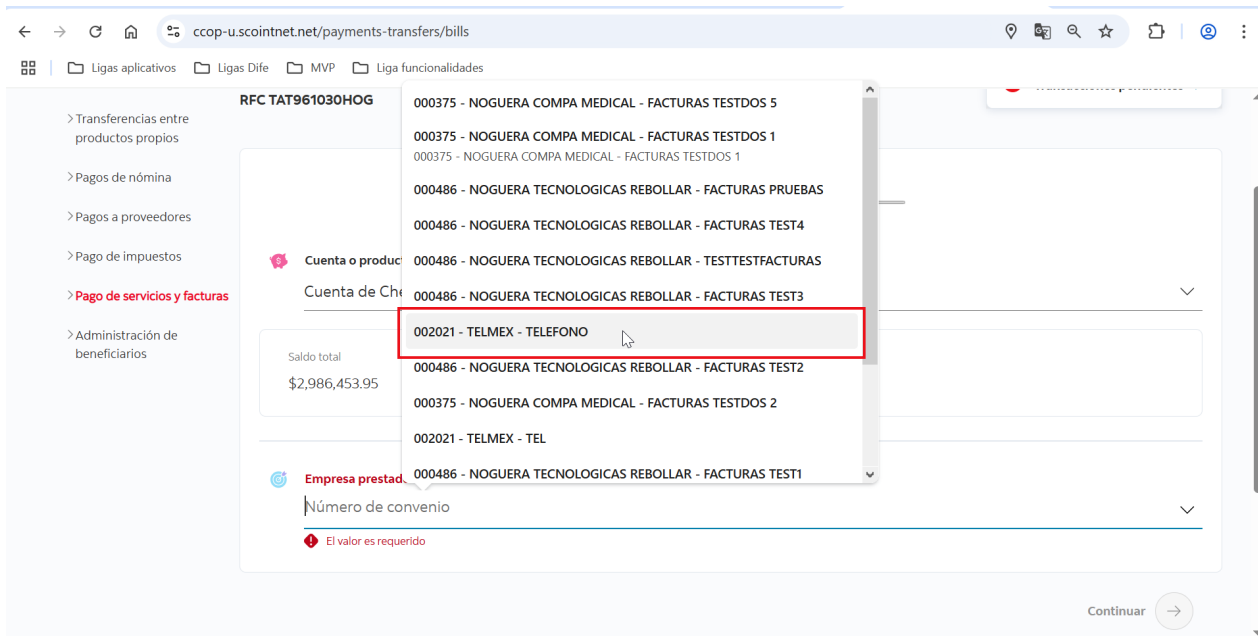 ccop-u.scointnet.net/payments-transfers/bills
Ligas aplicativos
Ligas Dife
MVP
Liga funcionalidades
RFC TAT961030HOG
Transferencias entre
productos propios
Pagos de nómina
Pagos a proveedores
Pago de impuestos
Pago de servicios y facturas
Administración de
beneficiarios
000375 - NOGUERA COMPA MEDICAL - FACTURAS TESTDOS 5
000375 - NOGUERA COMPA MEDICAL - FACTURAS TESTDOS 1
000375 - NOGUERA COMPA MEDICAL - FACTURAS TESTDOS 1
000486 - NOGUERA TECNOLOGICAS REBOLLAR - FACTURAS PRUEBAS
000486 - NOGUERA TECNOLOGICAS REBOLLAR - FACTURAS TEST4
000486 - NOGUERA TECNOLOGICAS REBOLLAR - TESTTESTFACTURAS
000486 - NOGUERA TECNOLOGICAS REBOLLAR - FACTURAS TEST3
002021 - TELMEX - TELEFONO
000486 - NOGUERA TECNOLOGICAS REBOLLAR - FACTURAS TEST2
000375 - NOGUERA COMPA MEDICAL - FACTURAS TESTDOS 2
002021 - TELMEX - TEL
000486 - NOGUERA TECNOLOGICAS REBOLLAR - FACTURAS TEST1
Cuenta o produc
Cuenta de Che
Saldo total
$2,986,453.95
Empresa prestad
Número de convenio
El valor es requerido
Continuar